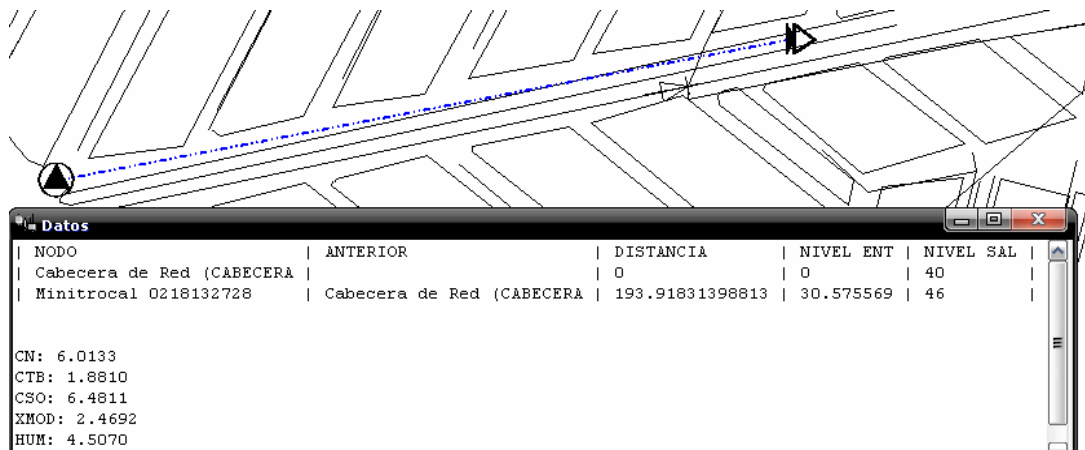 Datos
| NODO | ANTERIOR | DISTANCIA | NIVEL ENT | NIVEL SAL |
| Cabecera de Red (CABECERA | | 0 | 0 | 40
| Minitrocal 0218132728 | Cabecera de Red (CABECERA | 193.91831398813 | 30.575569 | 46 |
CN: 6.0133
CTB: 1.8810
CSO: 6.4811
XMOD: 2.4692
HUM: 4.5070